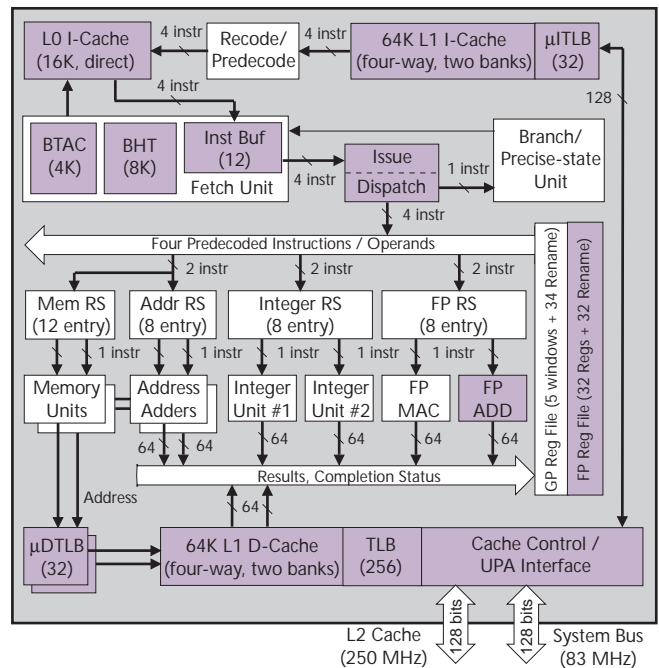 L0 I-Cache
(16K, direct)
4 instr
Recode/
Predecode
4 instr
64K L1 I-Cache
(four-way, two banks)
µITLB
(32)
128
4 instr
BTAC
(4K)
BHT
(8K)
Inst Buf
(12)
Fetch Unit
4 instr
Issue
Dispatch
1 instr
Branch/
Precise-state
Unit
4 instr
Four Predecoded Instructions / Operands
2 instr
2 instr
2 instr
Mem RS
(12 entry)
Addr RS
(8 entry)
Integer RS
(8 entry)
FP RS
(8 entry)
1 instr
1 instr
1 instr
1 instr
Memory
Units
Address
Adders
Integer
Unit #1
Integer
Unit #2
FP
MAC
FP
ADD
GP Reg File (5 windows + 34 Rename)
FP Reg File (32 Regs + 32 Rename)
64
64
64
64
64
64
Results, Completion Status
Address
64
µDTLB
(32)
64K L1 D-Cache
(four-way, two banks)
TLB
(256)
Cache Control /
UPA Interface
128 bits
128 bits
L2 Cache
(250 MHz)
System Bus
(83 MHz)